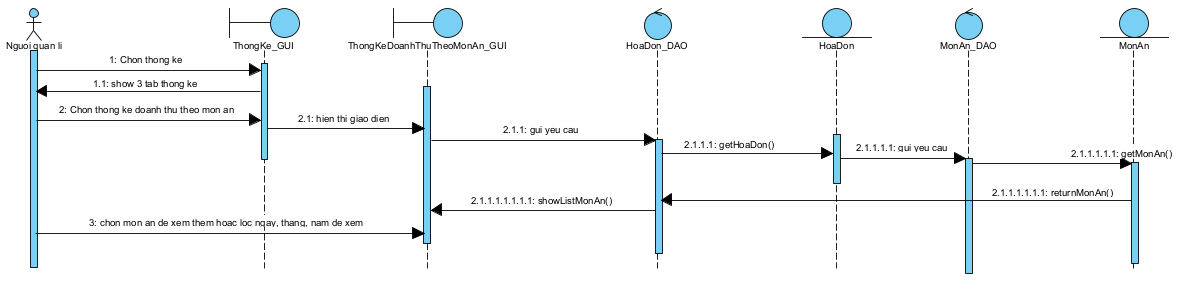 Nguoi quan li
ThongKe_GUI
ThongKeDoanhThuTheoMonAn_GUI
HoaDon_DAO
HoaDon
MonAn_DAO
MonAn
1: Chon thong ke
1.1: show 3 tab thong ke
2: Chon thong ke doanh thu theo mon an
2.1: hien thi giao dien
2.1.1: gui yeu cau
2.1.1.1: getHoaDon()
2.1.1.1.1: gui yeu cau
2.1.1.1.1.1: getMonAn()
2.1.1.1.1.1.1: returnMonAn()
2.1.1.1.1.1.1.1: showListMonAn()
3: chon mon an de xem them hoac loc ngay, thang, nam de xem